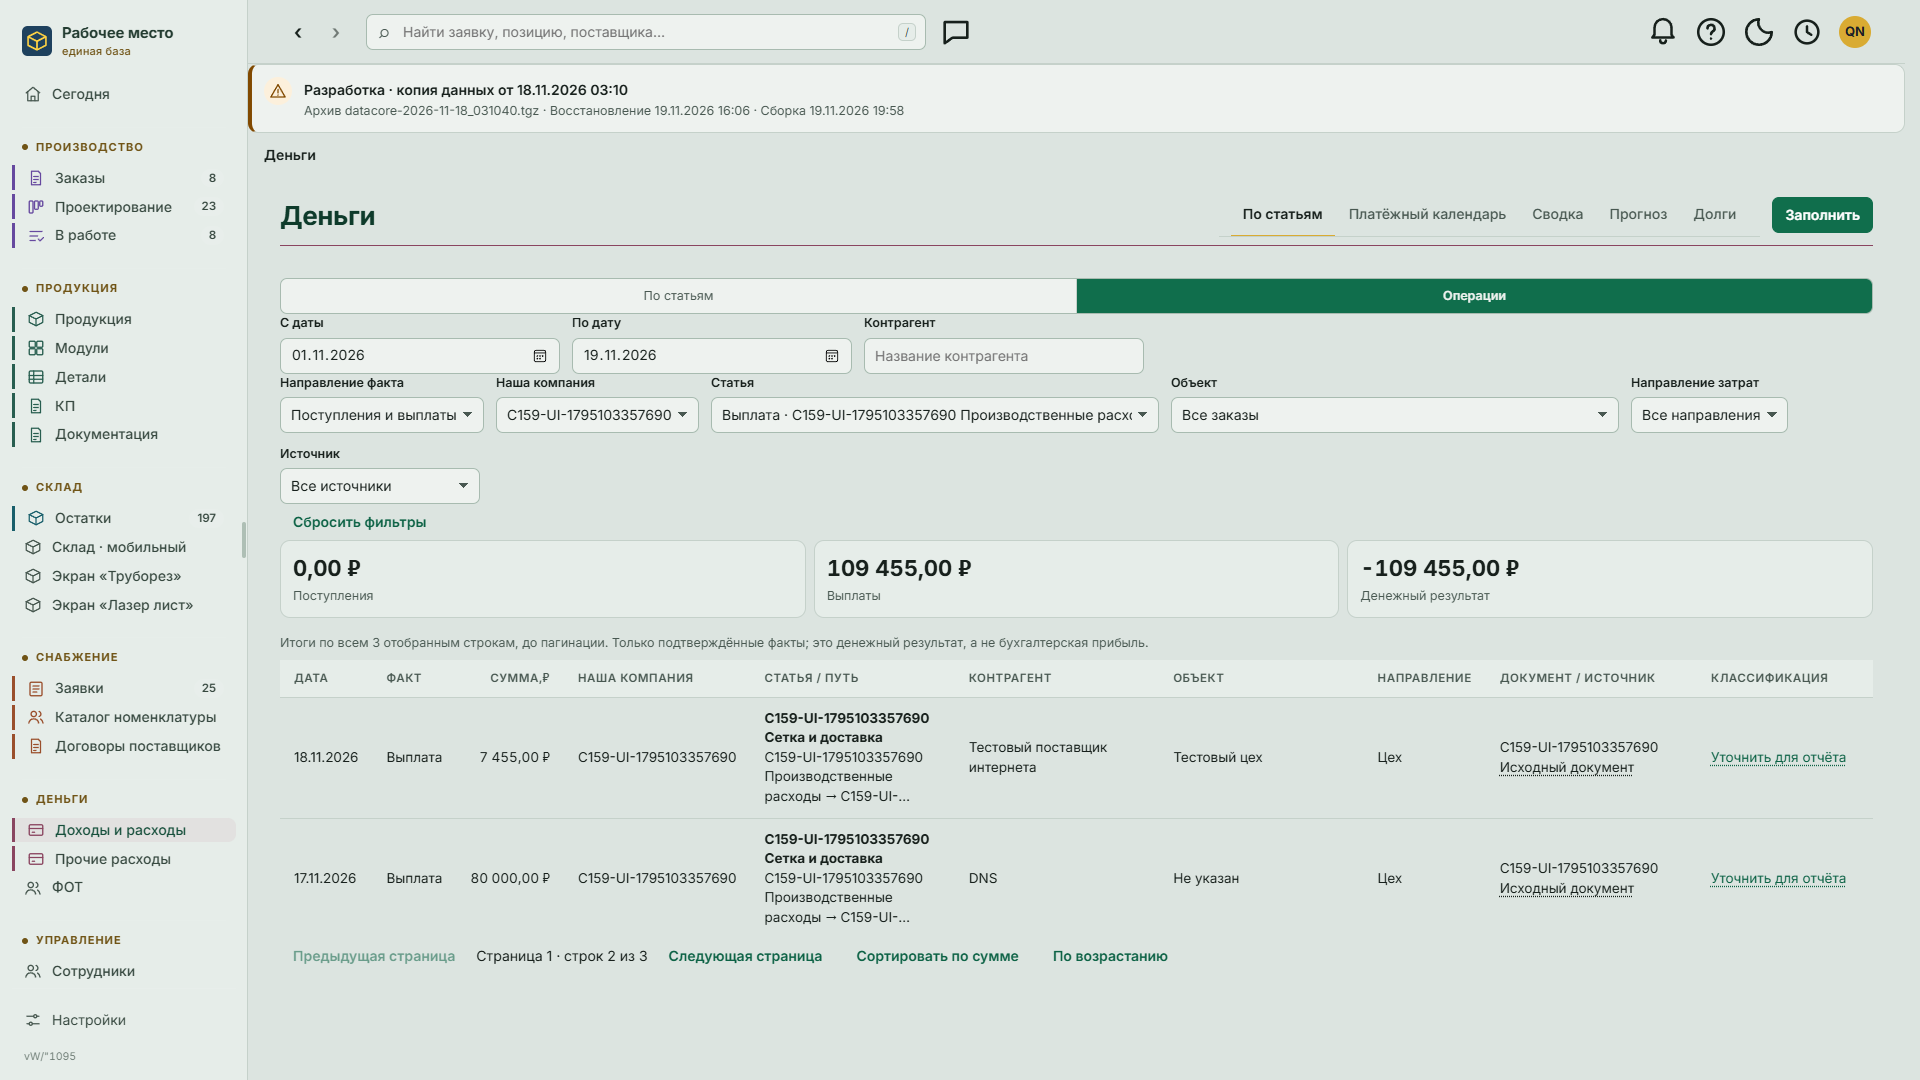 Рабочее место
единая база
Сегодня
ПРОИЗВОДСТВО
Заказы 8
Проектирование 23
В работе 8
ПРОДУКЦИЯ
Продукция
Модули
Детали
КП
Документация
СКЛАД
Остатки 197
Склад · мобильный
Экран «Труборез»
Экран «Лазер лист»
СНАБЖЕНИЕ
Заявки 25
Каталог номенклатуры
Договоры поставщиков
ДЕНЬГИ
Доходы и расходы
Прочие расходы
ФОТ
УПРАВЛЕНИЕ
Сотрудники
Настройки
vW/"1095
Найти заявку, позицию, поставщика... /
QN
Разработка · копия данных от 18.11.2026 03:10
Архив datacore-2026-11-18_031040.tgz · Восстановление 19.11.2026 16:06 · Сборка 19.11.2026 19:58
Деньги
Деньги
По статьям Платёжный календарь Сводка Прогноз Долги Заполнить
По статьям Операции
С даты По дату Контрагент
01.11.2026 19.11.2026 Название контрагента
Направление факта Наша компания Статья Объект Направление затрат
Поступления и выплаты C159-UI-1795103357690 Выплата · C159-UI-1795103357690 Производственные расхо Все заказы Все направления
Источник
Все источники
Сбросить фильтры
0,00 ₽ 109 455,00 ₽ -109 455,00 ₽
Поступления Выплаты Денежный результат
Итоги по всем 3 отобранным строкам, до пагинации. Только подтверждённые факты; это денежный результат, а не бухгалтерская прибыль.
ДАТА ФАКТ СУММА,₽ НАША КОМПАНИЯ СТАТЬЯ / ПУТЬ КОНТРАГЕНТ ОБЪЕКТ НАПРАВЛЕНИЕ ДОКУМЕНТ / ИСТОЧНИК КЛАССИФИКАЦИЯ
18.11.2026 Выплата 7 455,00 ₽ C159-UI-1795103357690
C159-UI-1795103357690
Сетка и доставка
C159-UI-1795103357690
Производственные
расходы → C159-UI-...
Тестовый поставщик
интернета
Тестовый цех Цех
C159-UI-1795103357690
Исходный документ
Уточнить для отчёта
17.11.2026 Выплата 80 000,00 ₽ C159-UI-1795103357690
C159-UI-1795103357690
Сетка и доставка
C159-UI-1795103357690
Производственные
расходы → C159-UI-...
DNS Не указан Цех
C159-UI-1795103357690
Исходный документ
Уточнить для отчёта
Предыдущая страница Страница 1 · строк 2 из 3 Следующая страница Сортировать по сумме По возрастанию